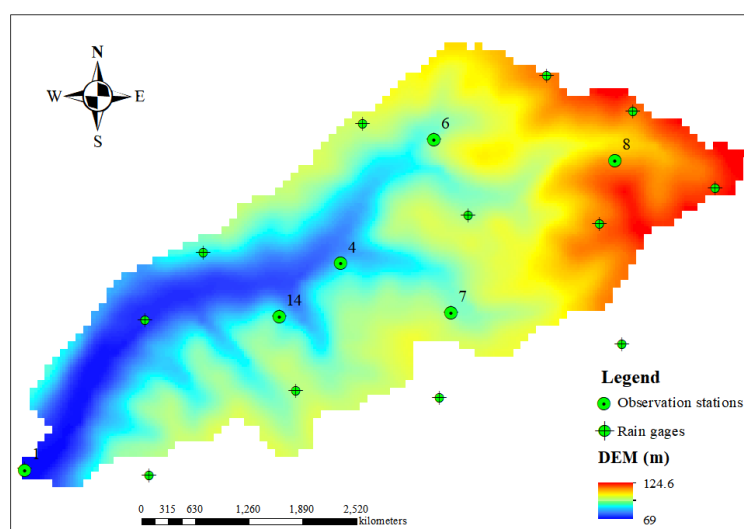 N
W E
S
6
8
4
14
7
1
Legend
Observation stations
Rain gages
DEM (m)
124.6
69
0 315 630 1,260 1,890 2,520
kilometers